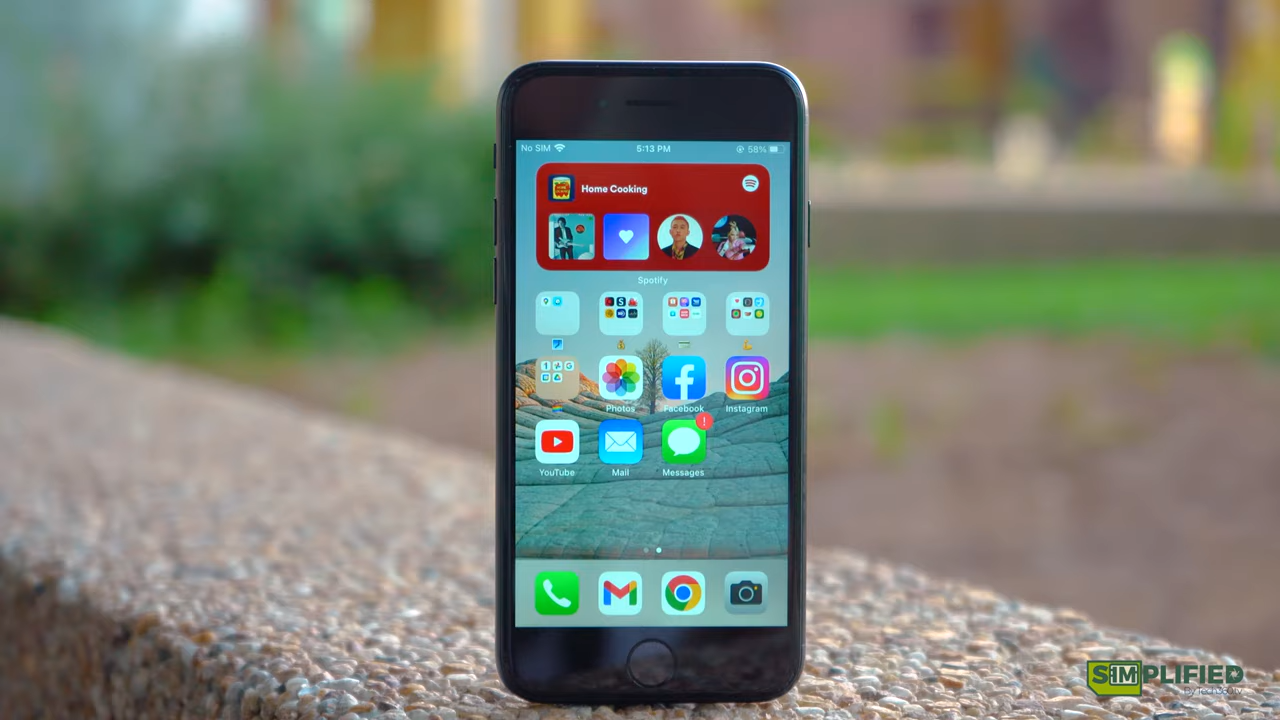 No SIM 5:13 PM 58%
Home Cooking
Spotify
Photos Facebook Instagram
YouTube Mail Messages
SIMPLIFIED